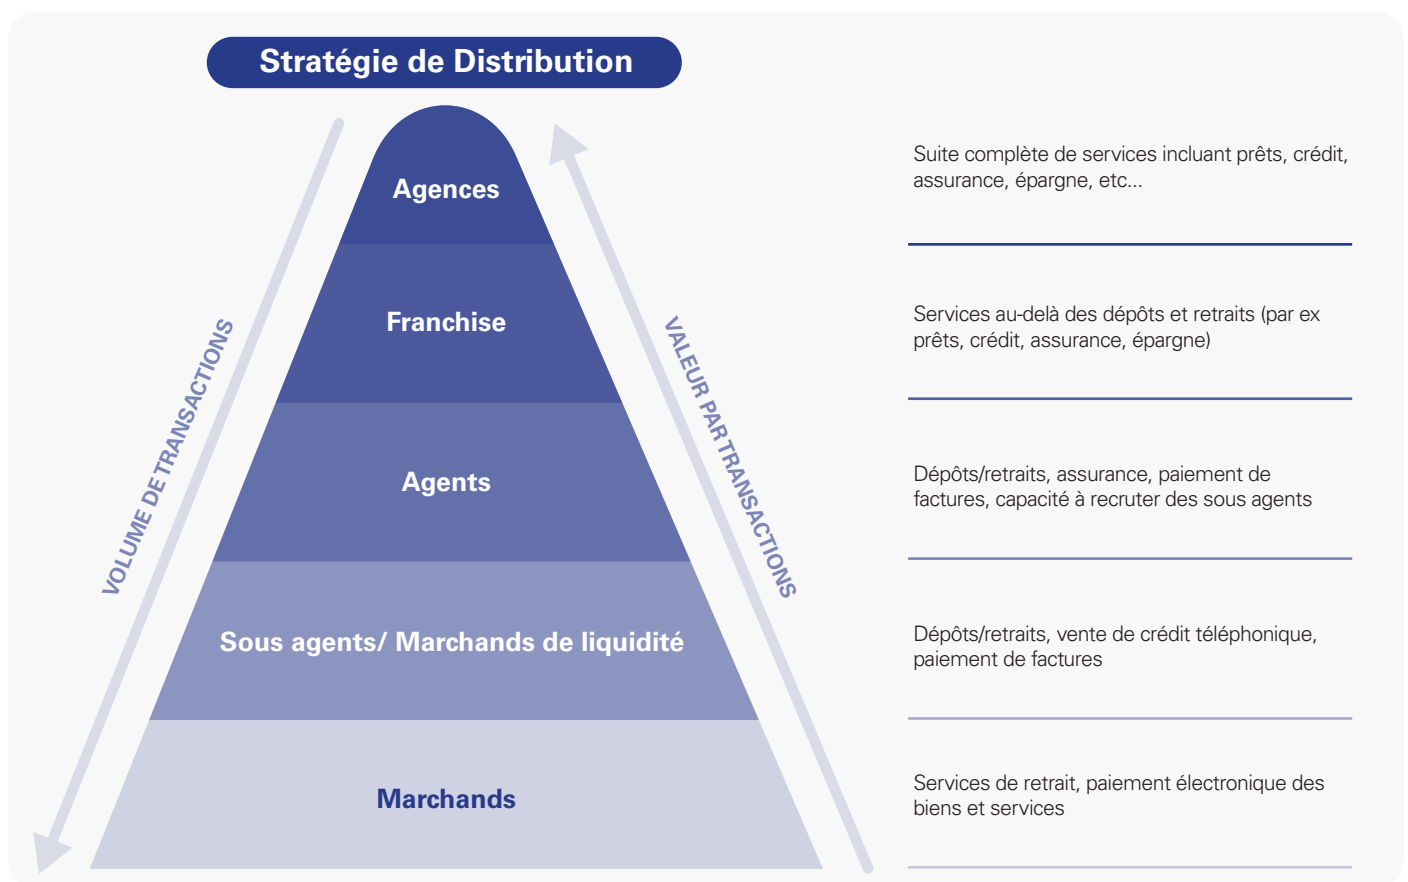 Stratégie de Distribution
VOLUME DE TRANSACTIONS
VALEUR PAR TRANSACTIONS
Agences
Suite complète de services incluant prêts, crédit,
assurance, épargne, etc...
Franchise
Services au-delà des dépôts et retraits (par ex
prêts, crédit, assurance, épargne)
Agents
Dépôts/retraits, assurance, paiement de
factures, capacité à recruter des sous agents
Sous agents/ Marchands de liquidité
Dépôts/retraits, vente de crédit téléphonique,
paiement de factures
Marchands
Services de retrait, paiement électronique des
biens et services